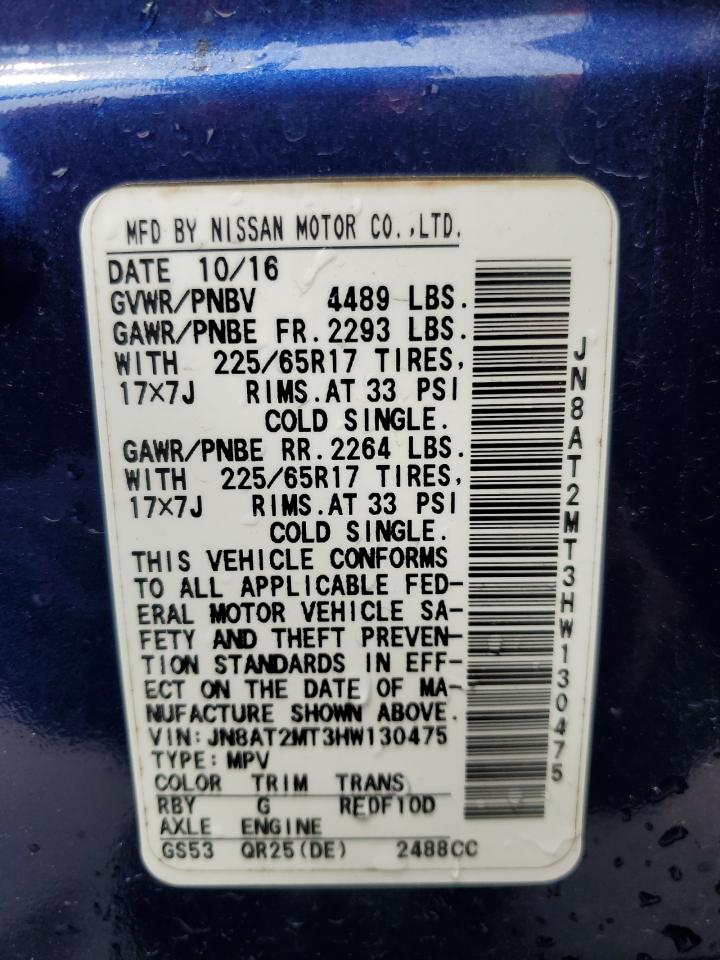 MFD BY NISSAN MOTOR CO.,LTD.
DATE 10/16
GVWR/PNBV 4489 LBS.
GAWR/PNBE FR.2293 LBS.
WITH 225/65R17 TIRES,
17×7J RIMS.AT 33 PSI
COLD SINGLE.
GAWR/PNBE RR.2264 LBS.
WITH 225/65R17 TIRES,
17×7J RIMS.AT 33 PSI
COLD SINGLE.
THIS VEHICLE CONFORMS
TO ALL APPLICABLE FED-
ERAL MOTOR VEHICLE SA-
FETY AND THEFT PREVEN-
TION STANDARDS IN EFF-
ECT ON THE DATE OF MA-
NUFACTURE SHOWN ABOVE.
VIN:JN8AT2MT3HW130475
TYPE:MPV
COLOR TRIM TRANS
RBY G REDF10D
AXLE ENGINE
GS53 QR25(DE) 2488CC
JN8AT2MT3HW130475